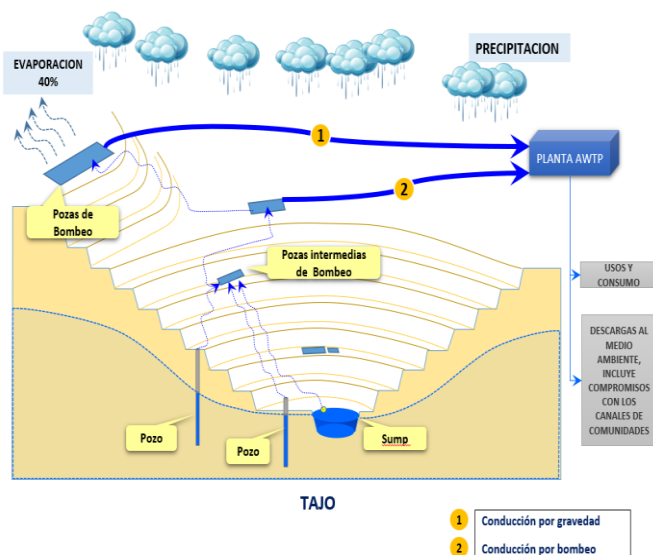 EVAPORACION
40%
PRECIPITACION
1
2
PLANTA AWTP
Pozas de
Bombeo
Pozas intermedias
de Bombeo
USOS Y
CONSUMO
DESCARGAS AL
MEDIO
AMBIENTE,
INCLUYE
COMPROMISOS
CON LOS
CANALES DE
COMUNIDADES
Pozo
Pozo
Sump
TAJO
1 Conducción por gravedad
2 Conducción por bombeo